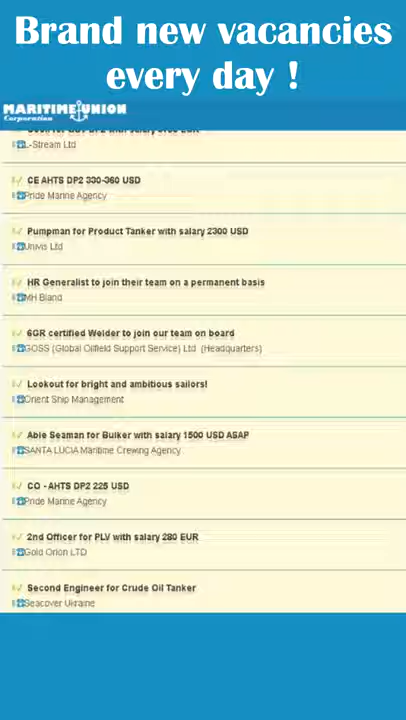 Brand new vacancies
every day !
MARITIME UNION
Corporation
L-Stream Ltd
CE AHTS DP2 330-360 USD
Pride Marine Agency
Pumpman for Product Tanker with salary 2300 USD
Univis Ltd
HR Generalist to join their team on a permanent basis
MH Bland
6GR certified Welder to join our team on board
GOSS (Global Oilfield Support Service) Ltd (Headquarters)
Lookout for bright and ambitious sailors!
Orient Ship Management
Able Seaman for Bulker with salary 1500 USD ASAP
SANTA LUCIA Maritime Crewing Agency
CO - AHTS DP2 225 USD
Pride Marine Agency
2nd Officer for PLV with salary 280 EUR
Gold Orion LTD
Second Engineer for Crude Oil Tanker
Seacover Ukraine